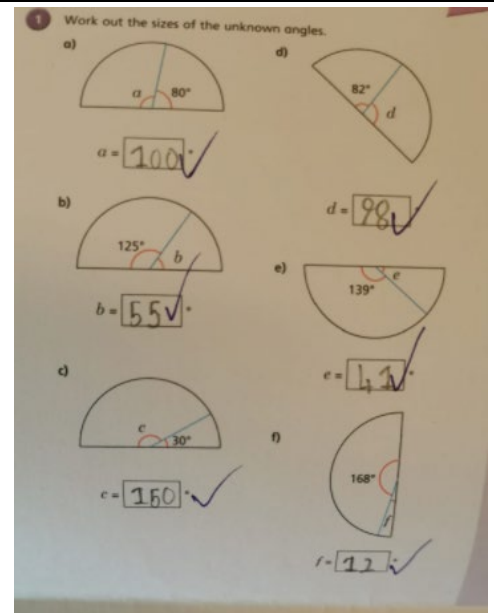 1 Work out the sizes of the unknown angles.
a)
a 80°
a = 100°
b)
125° b
b = 55°
c)
c 30°
c = 150°
d)
82° d
d = 98°
e)
e
139°
e = 41°
f)
168° f
f = 12°